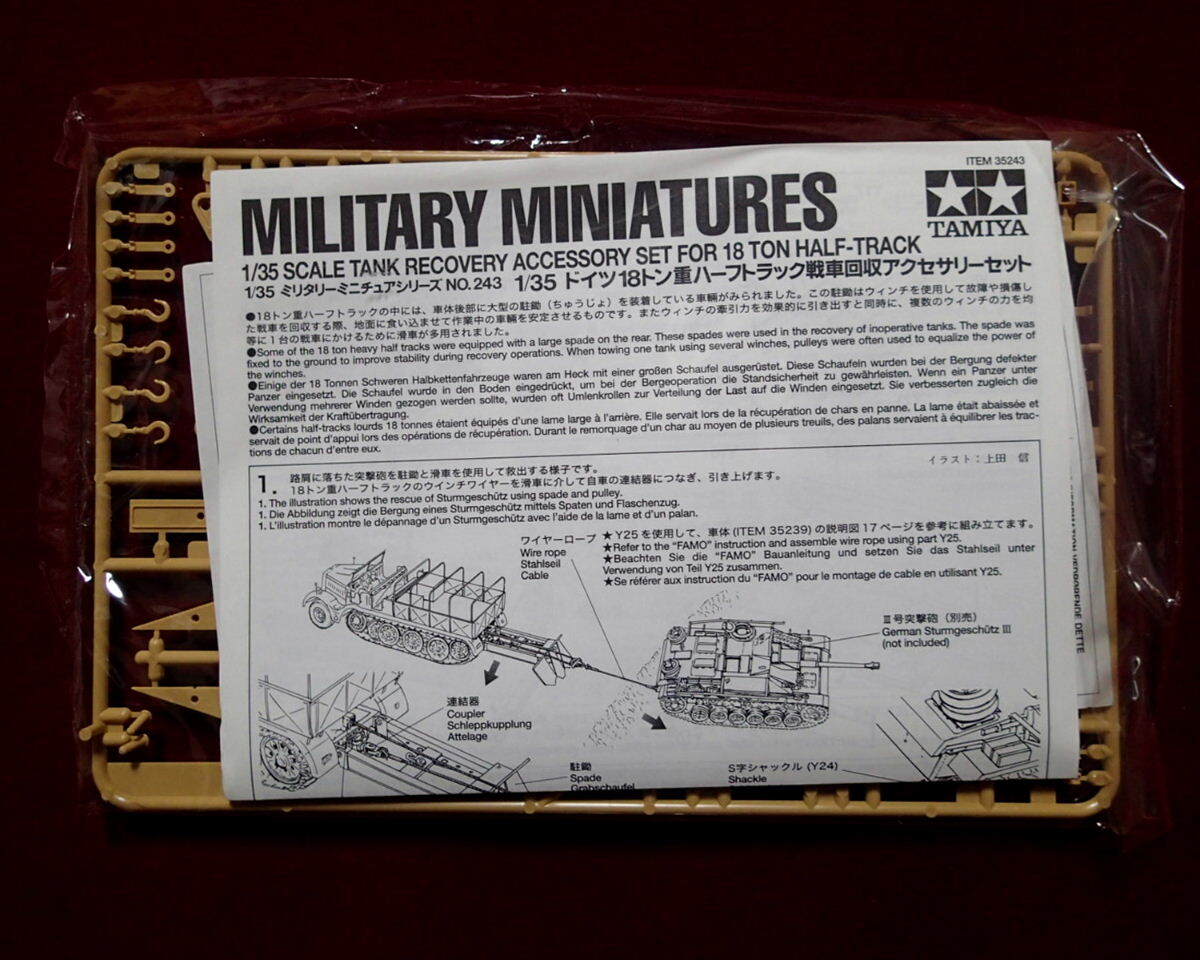 ITEM 35243
MILITARY MINIATURES
TAMIYA
1/35 SCALE TANK RECOVERY ACCESSORY SET FOR 18 TON HALF-TRACK
1/35 ミリタリーミニチュアシリーズ NO.243 1/35 ドイツ18トン重ハーフトラック戦車回収アクセサリーセット
●18トン重ハーフトラックの中には、車体後部に大型の駐鋤（ちゅうじょ）を装着している車輌がみられました。この駐鋤はウィンチを使用して故障や損傷し
た戦車を回収する際、地面に食い込ませて作業中の車輌を安定させるものです。またウィンチの牽引力を効果的に引き出すと同時に、複数のウィンチの力を均
等に1台の戦車にかけるために滑車が多用されました。
●Some of the 18 ton heavy half tracks were equipped with a large spade on the rear. These spades were used in the recovery of inoperative tanks. The spade was
fixed to the ground to improve stability during recovery operations. When towing one tank using several winches, pulleys were often used to equalize the power of
the winches.
●Einige der 18 Tonnen Schweren Halbkettenfahrzeuge waren am Heck mit einer großen Schaufel ausgerüstet. Diese Schaufeln wurden bei der Bergung defekter
Panzer eingesetzt. Die Schaufel wurde in den Boden eingedrückt, um bei der Bergeoperation die Standsicherheit zu gewährleisten. Wenn ein Panzer unter
Verwendung mehrerer Winden gezogen werden sollte, wurden oft Umlenkrollen zur Verteilung der Last auf die Winden eingesetzt. Sie verbesserten zugleich die
Wirksamkeit der Kraftübertragung.
●Certains half-tracks lourds 18 tonnes étaient équipés d'une lame large à l'arrière. Elle servait lors de la récupération de chars en panne. La lame était abaissée et
servait de point d'appui lors des opérations de récupération. Durant le remorquage d'un char au moyen de plusieurs treuils, des palans servaient à équilibrer les trac-
tions de chacun d'entre eux.
イラスト：上田 信
1. 路肩に落ちた突撃砲を駐鋤と滑車を使用して救出する様子です。
18トン重ハーフトラックのウインチワイヤーを滑車に介して自車の連結器につなぎ、引き上げます。
1. The illustration shows the rescue of Sturmgeschütz using spade and pulley.
1. Die Abbildung zeigt die Bergung eines Sturmgeschütz mittels Spaten und Flaschenzug.
1. L'illustration montre le dépannage d'un Sturmgeschütz avec l'aide de la lame et d'un palan.
ワイヤーロープ
Wire rope
Stahlseil
Cable
★Y25を使用して、車体 (ITEM 35239) の説明図17ページを参考に組み立てます。
★Refer to the "FAMO" instruction and assemble wire rope using part Y25.
★Beachten Sie die "FAMO" Bauanleitung und setzen Sie das Stahlseil unter
Verwendung von Teil Y25 zusammen.
★Se référer aux instruction du "FAMO" pour le montage de cable en utilisant Y25.
III号突撃砲（別売）
German Sturmgeschütz III
(not included)
連結器
Coupler
Schleppkupplung
Attelage
駐鋤
Spade
Grabschaufel
S字シャックル (Y24)
Shackle